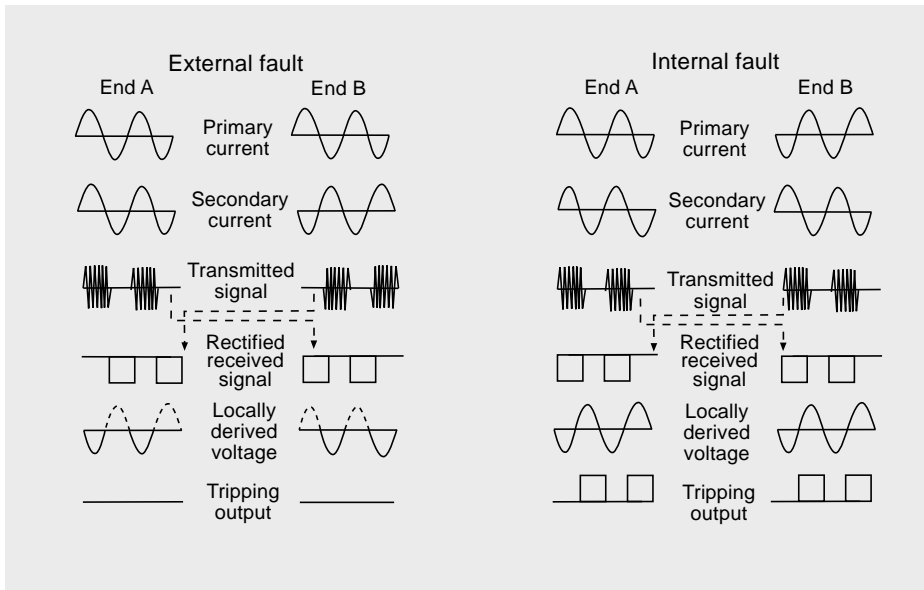 External fault
End A
End B
Primary
current
Secondary
current
Transmitted
signal
Rectified
received
signal
Locally
derived
voltage
Tripping
output
Internal fault
End A
End B
Primary
current
Secondary
current
Transmitted
signal
Rectified
received
signal
Locally
derived
voltage
Tripping
output